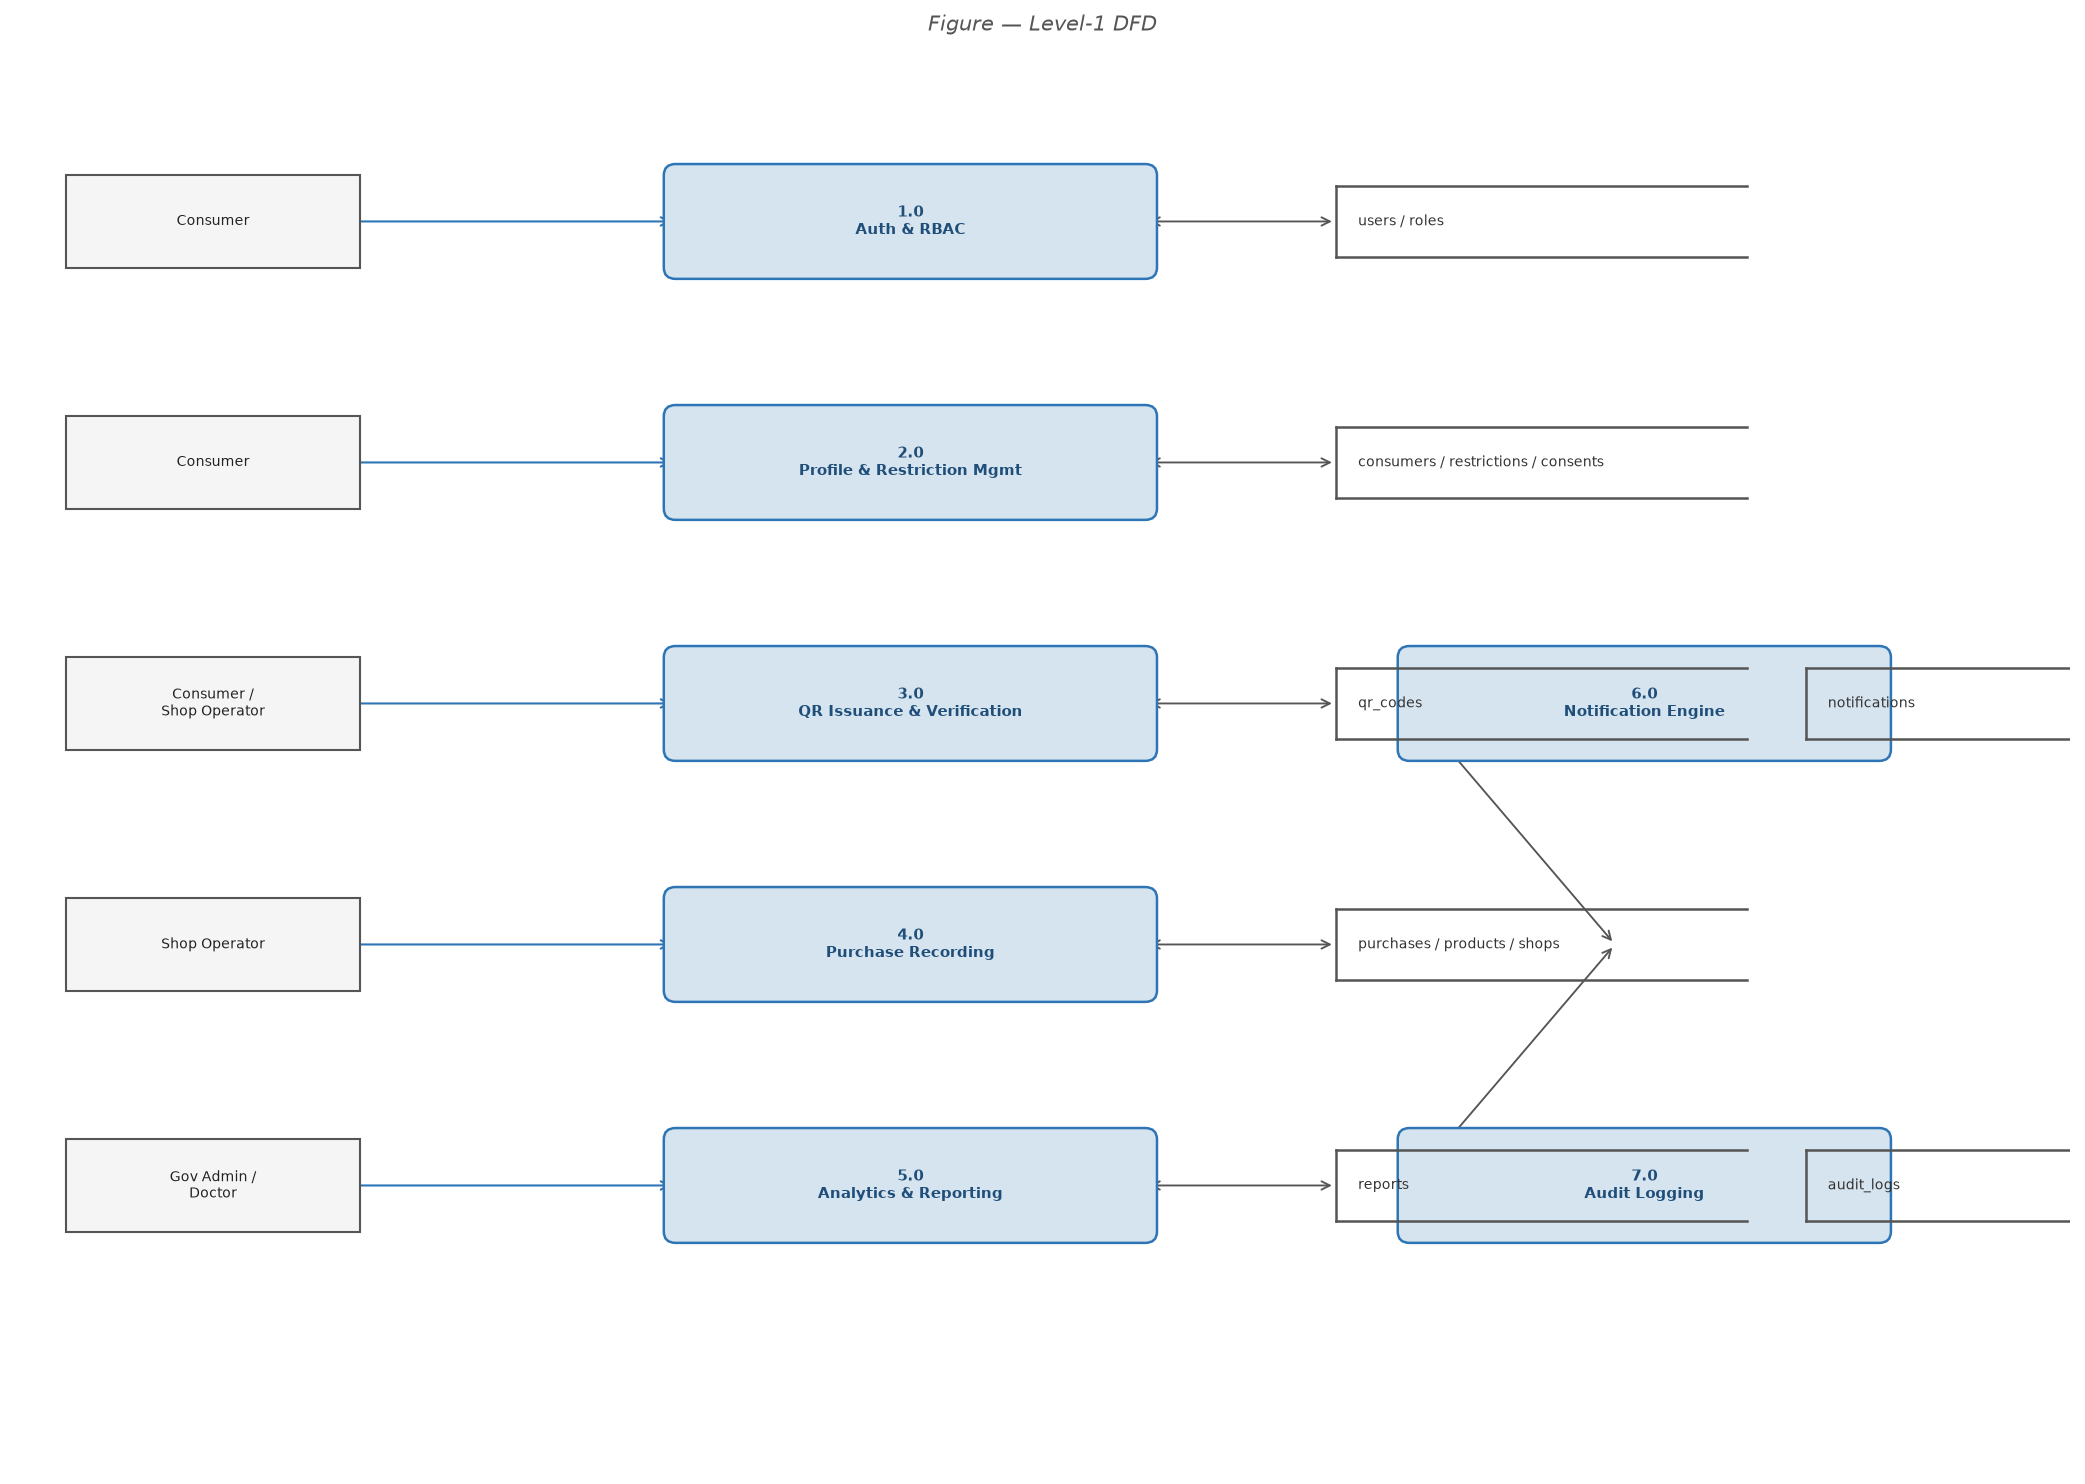 Figure — Level-1 DFD
Consumer
1.0
Auth & RBAC
users / roles
Consumer
2.0
Profile & Restriction Mgmt
consumers / restrictions / consents
Consumer /
Shop Operator
3.0
QR Issuance & Verification
qr_codes
6.0
Notification Engine
notifications
Shop Operator
4.0
Purchase Recording
purchases / products / shops
Gov Admin /
Doctor
5.0
Analytics & Reporting
reports
7.0
Audit Logging
audit_logs